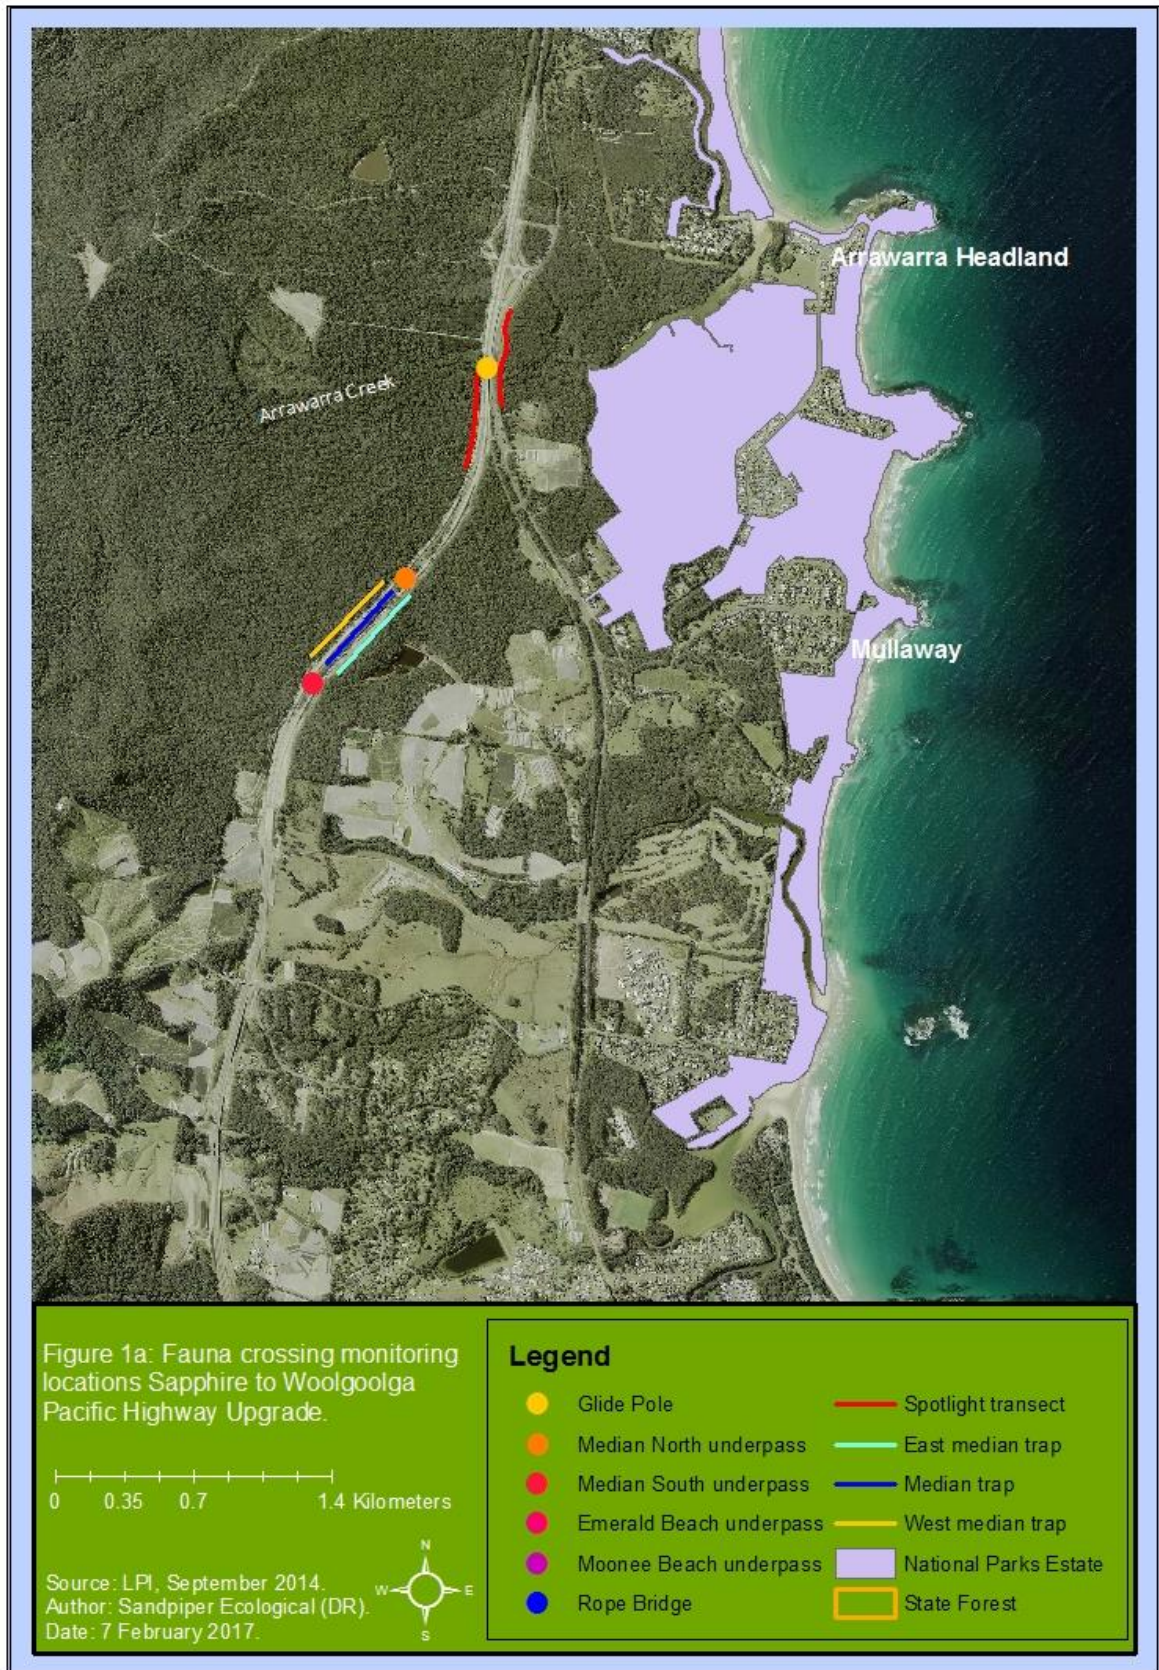 Arrawarra Headland
Arrawarra Creek
Mullaway
Figure 1a: Fauna crossing monitoring
locations Sapphire to Woolgoolga
Pacific Highway Upgrade.
0 0.35 0.7 1.4 Kilometers
Source: LPI, September 2014.
Author: Sandpiper Ecological (DR).
Date: 7 February 2017.
N
W E
S
Legend
Glide Pole
Median North underpass
Median South underpass
Emerald Beach underpass
Moonee Beach underpass
Rope Bridge
Spotlight transect
East median trap
Median trap
West median trap
National Parks Estate
State Forest